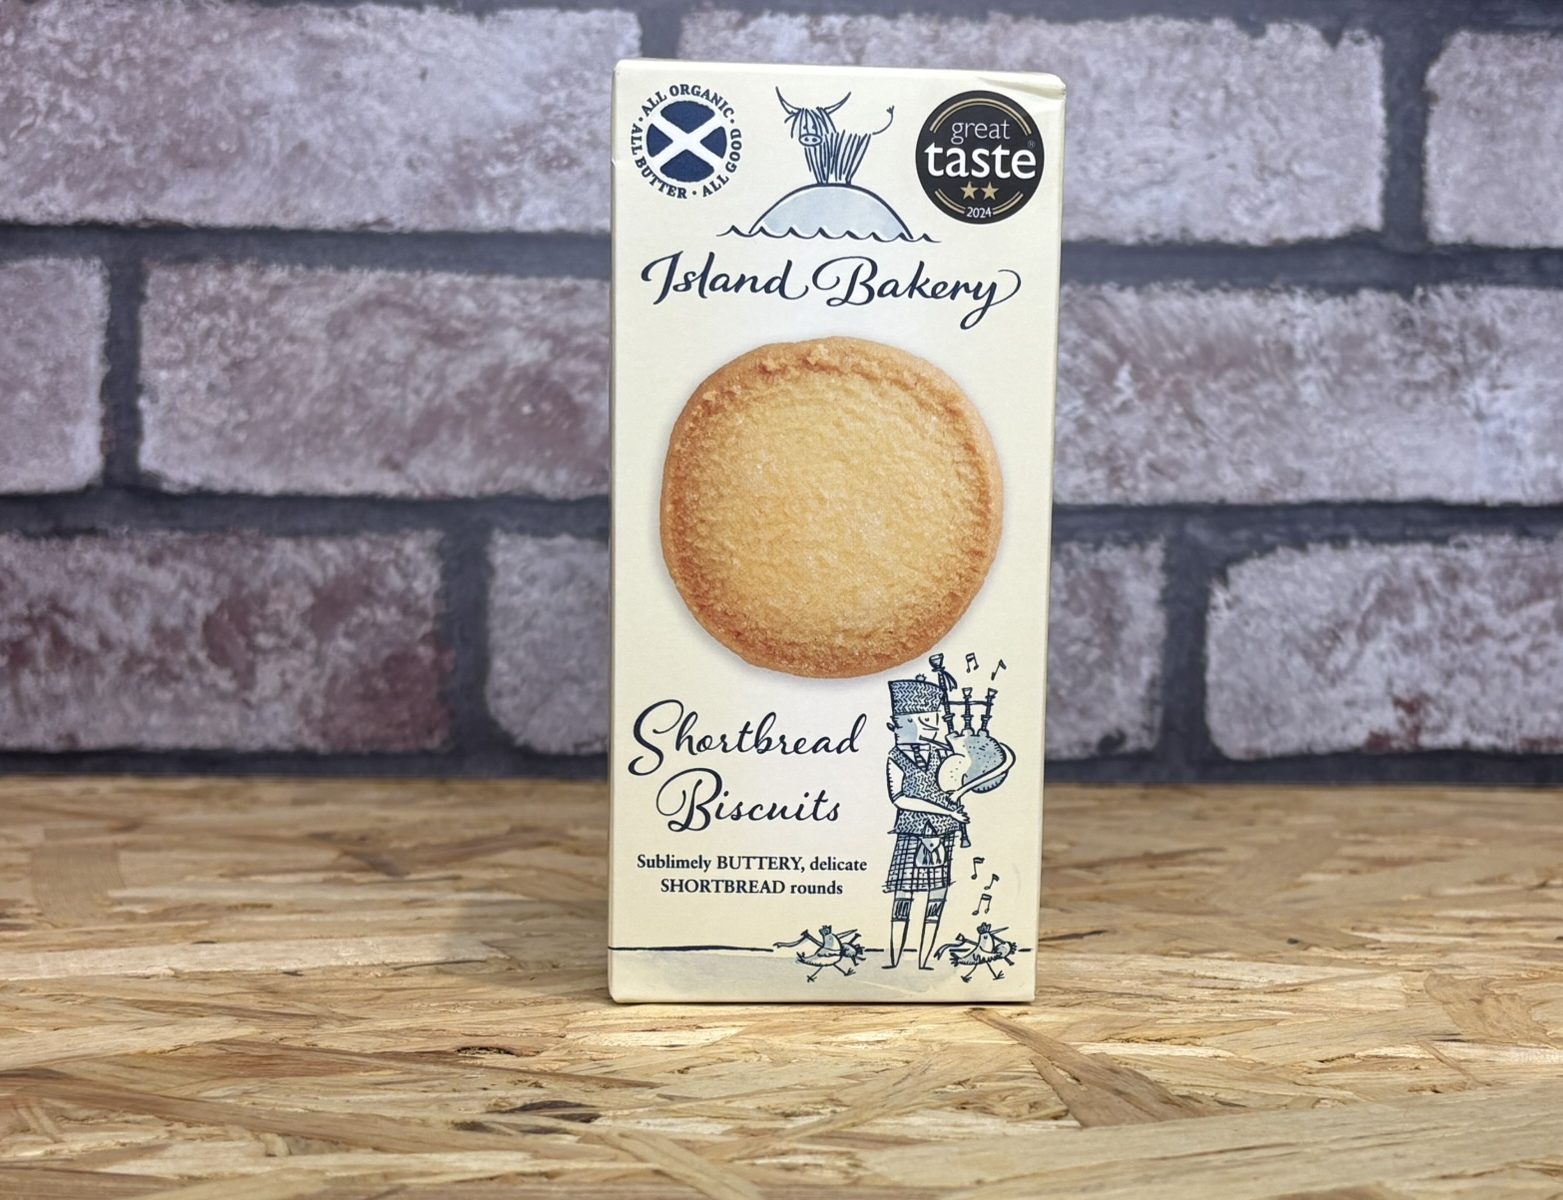 ALL ORGANIC · ALL GOOD · ALL BUTTER ·
great
taste®
2024
Island Bakery
Shortbread
Biscuits
Sublimely BUTTERY, delicate
SHORTBREAD rounds